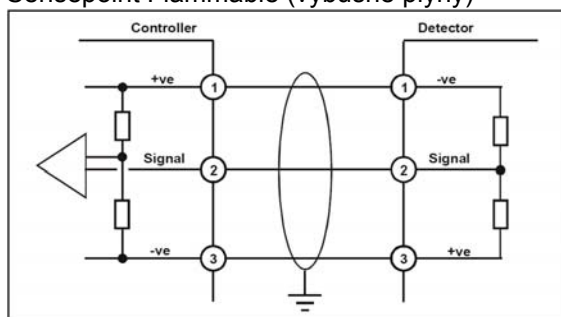 Sensepoint Flammable (výbušné plyny)
Controller Detector
+ve 1 1 -ve
Signal 2 2 Signal
-ve 3 3 +ve